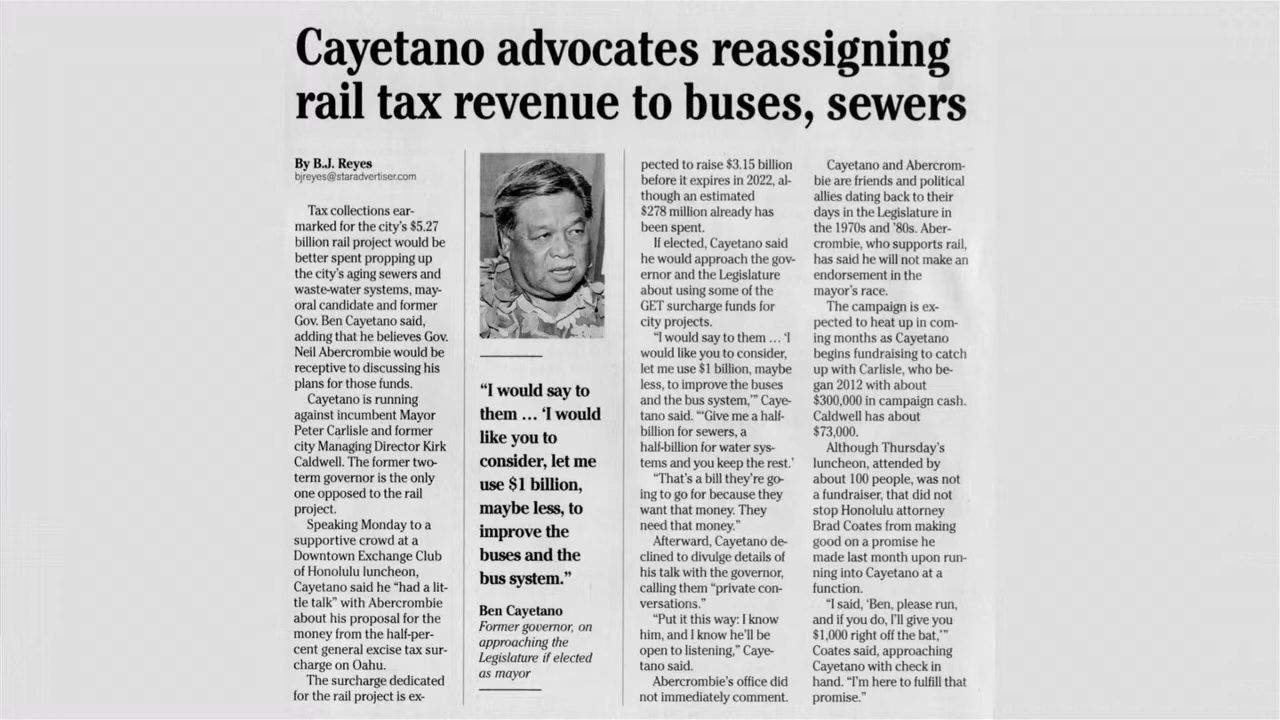 Cayetano advocates reassigning
rail tax revenue to buses, sewers
By B.J. Reyes
bjreyes@staradvertiser.com
Tax collections ear-
marked for the city's $5.27
billion rail project would be
better spent propping up
the city's aging sewers and
waste-water systems, may-
oral candidate and former
Gov. Ben Cayetano said,
adding that he believes Gov.
Neil Abercrombie would be
receptive to discussing his
plans for those funds.
Cayetano is running
against incumbent Mayor
Peter Carlisle and former
city Managing Director Kirk
Caldwell. The former two-
term governor is the only
one opposed to the rail
project.
Speaking Monday to a
supportive crowd at a
Downtown Exchange Club
of Honolulu luncheon,
Cayetano said he “had a lit-
tle talk” with Abercrombie
about his proposal for the
money from the half-per-
cent general excise tax sur-
charge on Oahu.
The surcharge dedicated
for the rail project is ex-
“I would say to
them ... ‘I would
like you to
consider, let me
use $1 billion,
maybe less, to
improve the
buses and the
bus system.”
Ben Cayetano
Former governor, on
approaching the
Legislature if elected
as mayor
pected to raise $3.15 billion
before it expires in 2022, al-
though an estimated
$278 million already has
been spent.
If elected, Cayetano said
he would approach the gov-
ernor and the Legislature
about using some of the
GET surcharge funds for
city projects.
“I would say to them ... ‘I
would like you to consider,
let me use $1 billion, maybe
less, to improve the buses
and the bus system,’” Caye-
tano said. “‘Give me a half-
billion for sewers, a
half-billion for water sys-
tems and you keep the rest.’
“That's a bill they're go-
ing to go for because they
want that money. They
need that money.”
Afterward, Cayetano de-
clined to divulge details of
his talk with the governor,
calling them “private con-
versations.”
“Put it this way: I know
him, and I know he'll be
open to listening,” Caye-
tano said.
Abercrombie's office did
not immediately comment.
Cayetano and Abercrom-
bie are friends and political
allies dating back to their
days in the Legislature in
the 1970s and '80s. Aber-
crombie, who supports rail,
has said he will not make an
endorsement in the
mayor's race.
The campaign is ex-
pected to heat up in com-
ing months as Cayetano
begins fundraising to catch
up with Carlisle, who be-
gan 2012 with about
$300,000 in campaign cash.
Caldwell has about
$73,000.
Although Thursday's
luncheon, attended by
about 100 people, was not
a fundraiser, that did not
stop Honolulu attorney
Brad Coates from making
good on a promise he
made last month upon run-
ning into Cayetano at a
function.
“I said, ‘Ben, please run,
and if you do, I'll give you
$1,000 right off the bat,’”
Coates said, approaching
Cayetano with check in
hand. “I'm here to fulfill that
promise.”